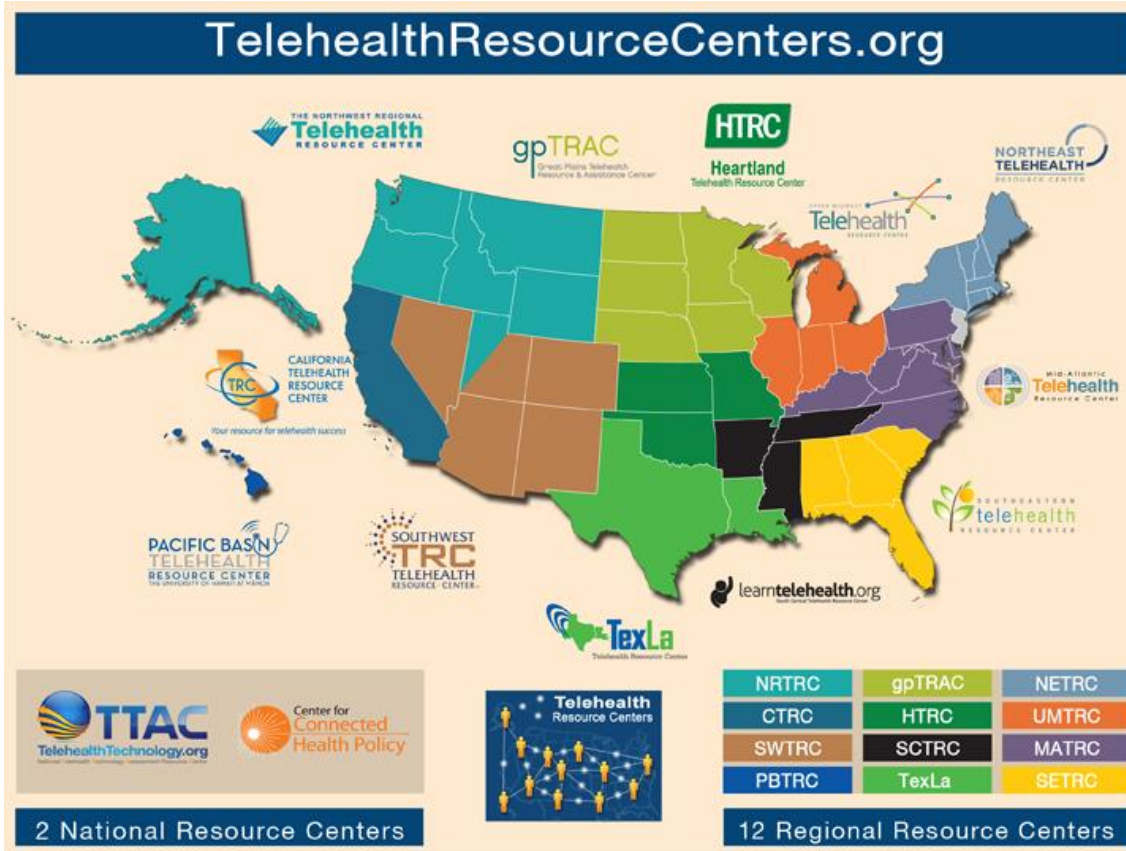 TelehealthResourceCenters.org
THE NORTHWEST REGIONAL
Telehealth
RESOURCE CENTER
gpTRAC
Great Plains Telehealth
Resource & Assistance Center
HTRC
Heartland
Telehealth Resource Center
NORTHEAST
TELEHEALTH
RESOURCE CENTER
UPPER MIDWEST
Telehealth
RESOURCE CENTER
TRC
CALIFORNIA
TELEHEALTH
RESOURCE
CENTER
Your resource for telehealth success
Mid-Atlantic
Telehealth
Resource Center
SOUTHEASTERN
telehealth
RESOURCE CENTER
PACIFIC BASIN
TELEHEALTH
RESOURCE CENTER
THE UNIVERSITY OF HAWAII AT MANOA
SOUTHWEST
TRC
TELEHEALTH
RESOURCE CENTER
learntelehealth.org
South Central Telehealth Resource Center
TexLa
Telehealth Resource Center
TTAC
TelehealthTechnology.org
National Telehealth Technology Assessment Resource Center
Center for
Connected
Health Policy
2 National Resource Centers
Telehealth
Resource Centers
NRTRC gpTRAC NETRC
CTRC HTRC UMTRC
SWTRC SCTRC MATRC
PBTRC TexLa SETRC
12 Regional Resource Centers